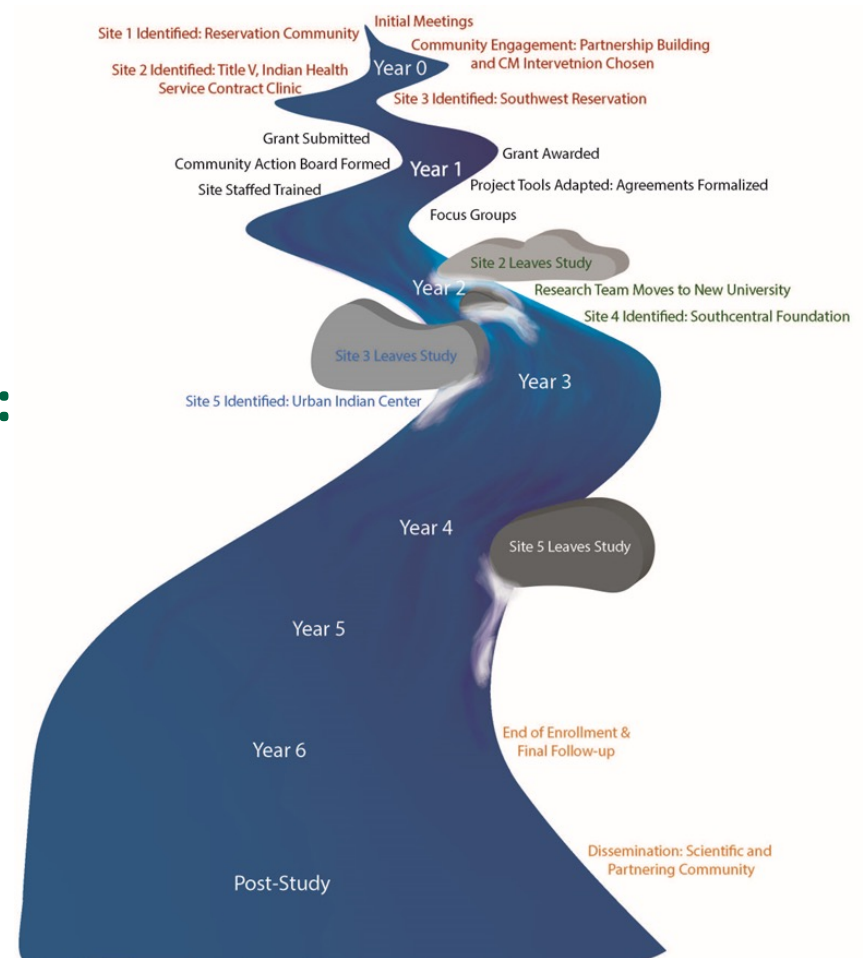 Initial Meetings
Site 1 Identified: Reservation Community
Community Engagement: Partnership Building
and CM Intervetnion Chosen
Year 0
Site 2 Identified: Title V, Indian Health
Service Contract Clinic
Site 3 Identified: Southwest Reservation
Grant Submitted
Grant Awarded
Community Action Board Formed
Year 1
Project Tools Adapted: Agreements Formalized
Site Staffed Trained
Focus Groups
Site 2 Leaves Study
Year 2
Research Team Moves to New University
Site 4 Identified: Southcentral Foundation
Site 3 Leaves Study
Year 3
:
Site 5 Identified: Urban Indian Center
Year 4
Site 5 Leaves Study
Year 5
End of Enrollment &
Final Follow-up
Year 6
Dissemination: Scientific and
Partnering Community
Post-Study